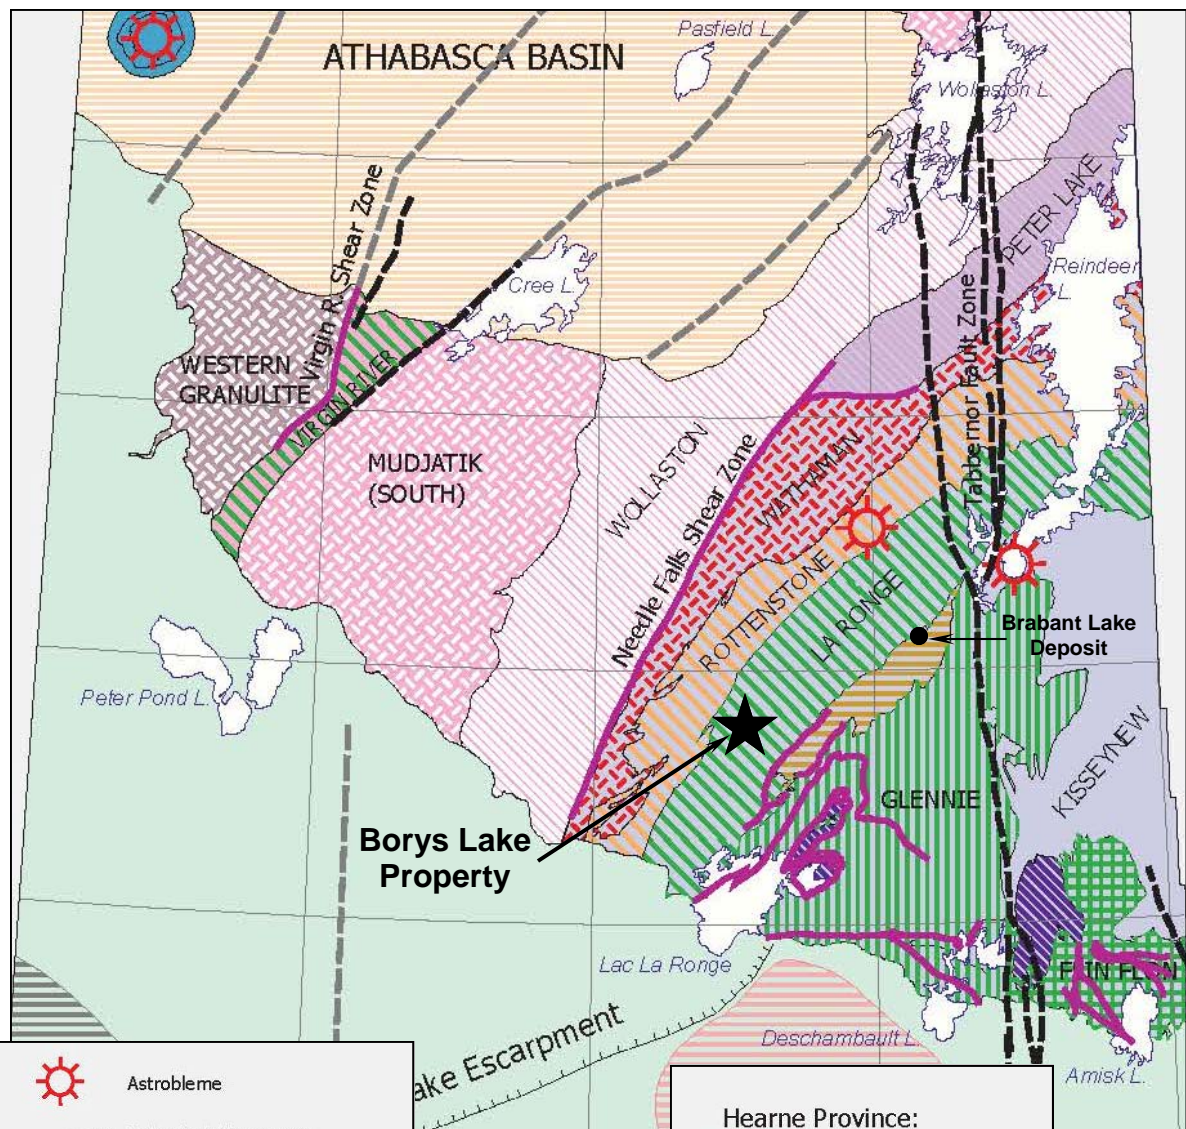 Pasfield L.
ATHABASCA BASIN
Wollaston L.
PETER LAKE
Virgin R. Shear Zone
Reindeer
L.
Cree L.
WESTERN
GRANULITE
VIRGIN RIVER
Tabbernor Fault Zone
MUDJATIK
(SOUTH)
WOLLASTON
WATHAMAN
Needle Falls Shear Zone
ROTTENSTONE
LA RONGE
Brabant Lake
Deposit
Peter Pond L.
KISSEYNEW
GLENNIE
Borys Lake
Property
Lac La Ronge
FLIN FLON
ake Escarpment
Deschambault L.
Amisk L.
Astrobleme
Hearne Province: